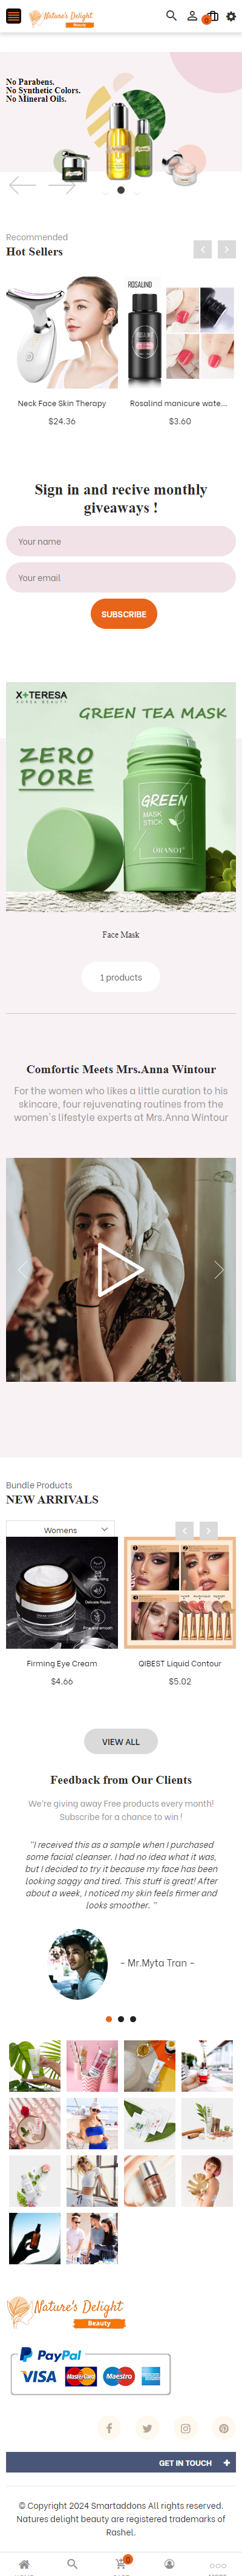 Nature's Delight
Beauty
0
No Parabens.
No Synthetic Colors.
No Mineral Oils.
Recommended
Hot Sellers
ROSALIND
Neck Face Skin Therapy
$24.36
Rosalind manicure wate...
$3.60
Sign in and recive monthly
giveaways !
Your name
Your email
SUBSCRIBE
X+TERESA
KOREA BEAUTY
GREEN TEA MASK
ZERO
PORE
GREEN
MASK
STICK
ORANOT
Face Mask
1 products
Comfortic Meets Mrs.Anna Wintour
For the women who likes a little curation to his
skincare, four rejuvenating routines from the
women's lifestyle experts at Mrs.Anna Wintour
Bundle Products
NEW ARRIVALS
Womens
Firming Eye Cream
$4.66
QIBEST Liquid Contour
$5.02
VIEW ALL
Feedback from Our Clients
We're giving away Free products every month!
Subscribe for a chance to win !
"I received this as a sample when I purchased
some facial cleanser. I had no idea what it was,
but I decided to try it because my face has been
looking saggy and tired. This stuff is great! After
about a week, I noticed my skin feels firmer and
looks smoother. "
- Mr.Myta Tran -
Nature's Delight
Beauty
PayPal
VISA MasterCard Maestro AMERICAN EXPRESS
GET IN TOUCH +
© Copyright 2024 Smartaddons All rights reserved.
Natures delight beauty are registered trademarks of
Rashel.
0